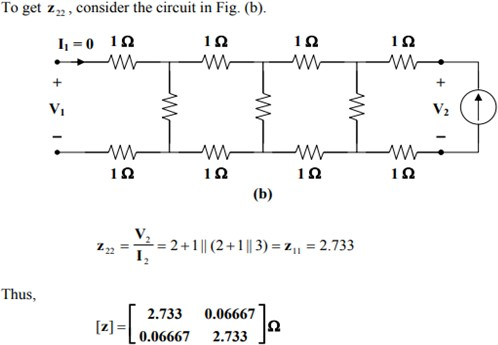 To get z₂₂, consider the circuit in Fig. (b).
I₁ = 0 1 Ω 1 Ω 1 Ω 1 Ω
+ +
V₁ V₂
– –
1 Ω 1 Ω 1 Ω 1 Ω
(b)
z₂₂ = V₂/I₂ = 2 + 1 || (2 + 1 || 3) = z₁₁ = 2.733
Thus,
[z] = [2.733 0.06667
0.06667 2.733] Ω